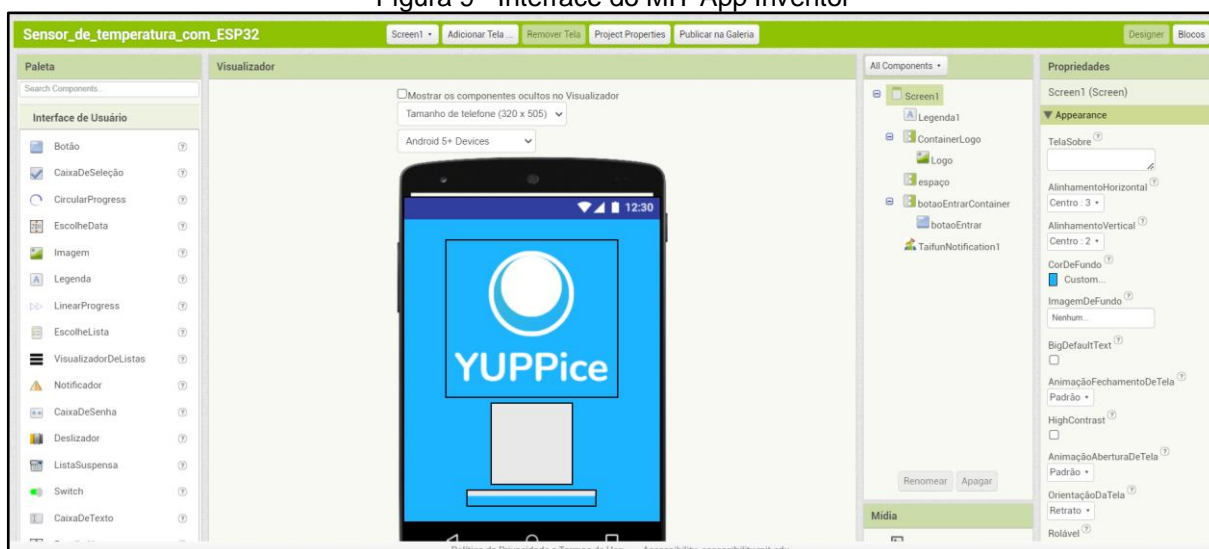 Figura 9 - Interface do MIT App Inventor
Sensor_de_temperatura_com_ESP32
Screen1
Adicionar Tela ...
Remover Tela
Project Properties
Publicar na Galeria
Designer
Blocos
Paleta
Search Components...
Interface de Usuário
Botão
CaixaDeSeleção
CircularProgress
EscolheData
Imagem
Legenda
LinearProgress
EscolheLista
VisualizadorDeListas
Notificador
CaixaDeSenha
Deslizador
ListaSuspensa
Switch
CaixaDeTexto
Visualizador
Mostrar os componentes ocultos no Visualizador
Tamanho de telefone (320 x 505)
Android 5+ Devices
12:30
YUPPice
All Components
Screen1
Legenda1
ContainerLogo
Logo
espaço
botaoEntrarContainer
botaoEntrar
TaifunNotification1
Renomear
Apagar
Mídia
Propriedades
Screen1 (Screen)
Appearance
TelaSobre
AlinhamentoHorizontal
Centro : 3
AlinhamentoVertical
Centro : 2
CorDeFundo
Custom...
ImagemDeFundo
Nenhum...
BigDefaultText
AnimaçãoFechamentoDeTela
Padrão
HighContrast
AnimaçãoAberturaDeTela
Padrão
OrientaçãoDaTela
Retrato
Rolável